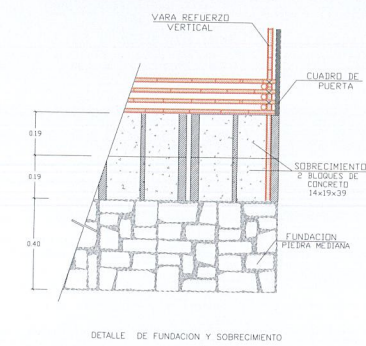 VARA REFUERZO
VERTICAL
CUADRO DE
PUERTA
0.19
SOBRECIMIENTO
2 BLOQUES DE
CONCRETO
14x19x39
0.19
FUNDACION
PIEDRA MEDIANA
0.40
DETALLE DE FUNDACION Y SOBRECIMIENTO